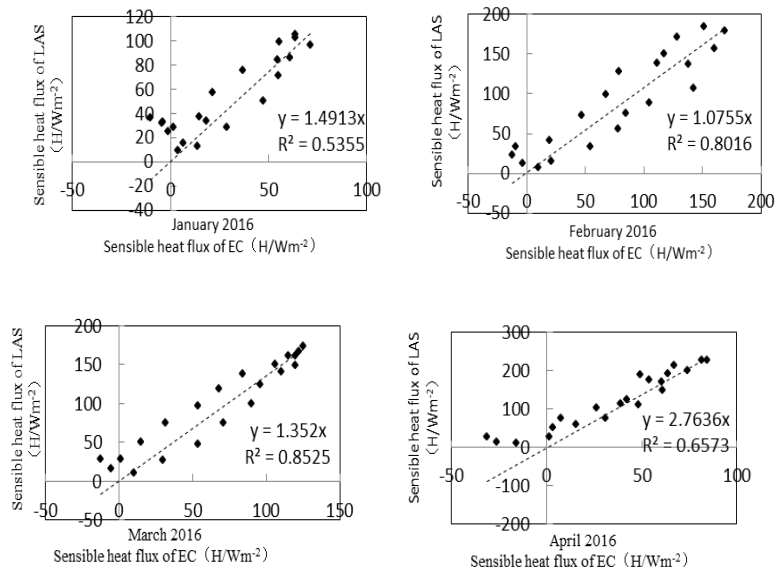 Sensible heat flux of LAS
(H/Wm-2)
120
100
80
60
40
20
0
-20
-40
-50
0
50
100
y = 1.4913x
R² = 0.5355
January 2016
Sensible heat flux of EC（H/Wm-2）
Sensible heat flux of LAS
(H/Wm-2)
200
150
100
50
0
-50
-50
0
50
100
150
200
y = 1.0755x
R² = 0.8016
February 2016
Sensible heat flux of EC（H/Wm-2）
Sensible heat flux of LAS
（H/Wm-2）
200
150
100
50
0
-50
-50
0
50
100
150
y = 1.352x
R² = 0.8525
March 2016
Sensible heat flux of EC（H/Wm-2）
Sensible heat flux of LAS
（H/Wm-2）
300
200
100
0
-100
-200
-50
0
50
100
y = 2.7636x
R² = 0.6573
April 2016
Sensible heat flux of EC（H/Wm-2）